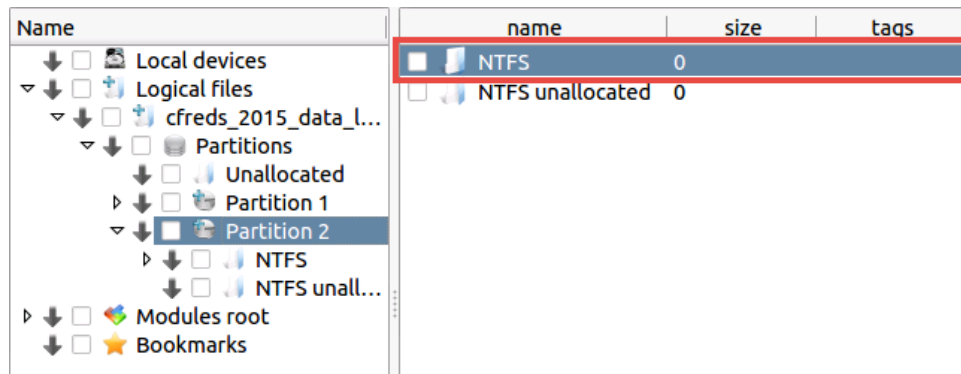 Name
Local devices
Logical files
cfreds_2015_data_l...
Partitions
Unallocated
Partition 1
Partition 2
NTFS
NTFS unall...
Modules root
Bookmarks
name size tags
NTFS 0
NTFS unallocated 0